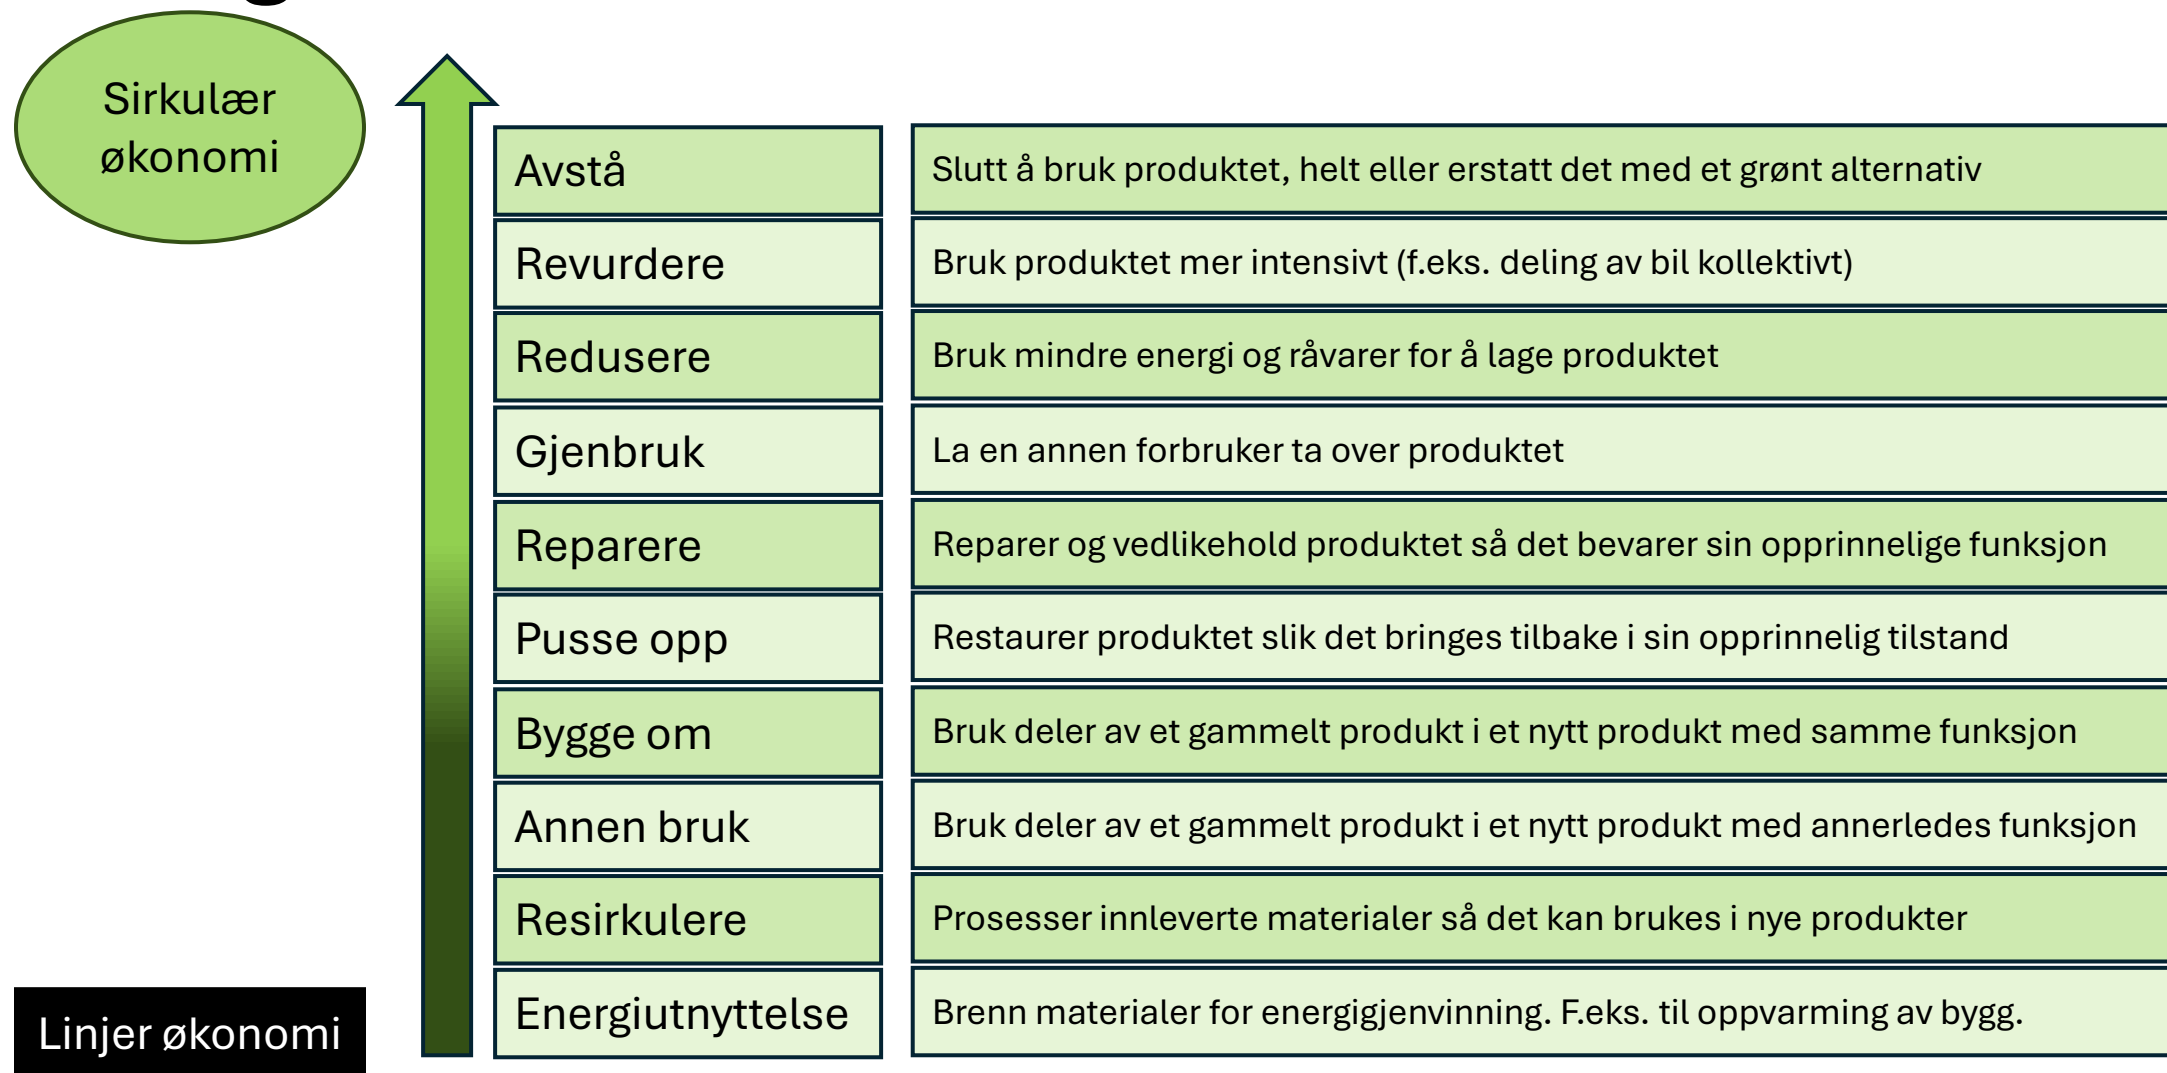 Sirkulær
økonomi
Avstå
Slutt å bruk produktet, helt eller erstatt det med et grønt alternativ
Revurdere
Bruk produktet mer intensivt (f.eks. deling av bil kollektivt)
Redusere
Bruk mindre energi og råvarer for å lage produktet
Gjenbruk
La en annen forbruker ta over produktet
Reparere
Reparer og vedlikehold produktet så det bevarer sin opprinnelige funksjon
Pusse opp
Restaurer produktet slik det bringes tilbake i sin opprinnelig tilstand
Bygge om
Bruk deler av et gammelt produkt i et nytt produkt med samme funksjon
Annen bruk
Bruk deler av et gammelt produkt i et nytt produkt med annerledes funksjon
Resirkulere
Prosesser innleverte materialer så det kan brukes i nye produkter
Energiutnyttelse
Brenn materialer for energigjenvinning. F.eks. til oppvarming av bygg.
Linjer økonomi